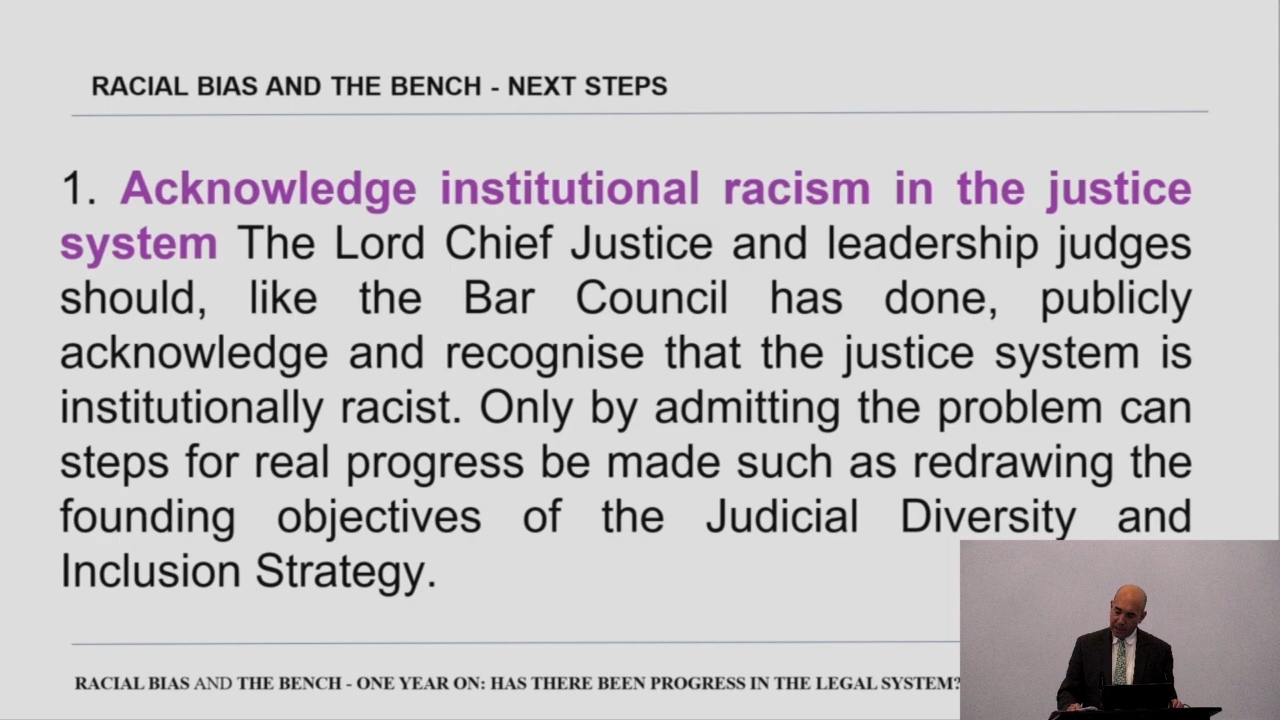 RACIAL BIAS AND THE BENCH - NEXT STEPS
1. Acknowledge institutional racism in the justice
system The Lord Chief Justice and leadership judges
should, like the Bar Council has done, publicly
acknowledge and recognise that the justice system is
institutionally racist. Only by admitting the problem can
steps for real progress be made such as redrawing the
founding objectives of the Judicial Diversity and
Inclusion Strategy.
RACIAL BIAS AND THE BENCH - ONE YEAR ON: HAS THERE BEEN PROGRESS IN THE LEGAL SYSTEM?